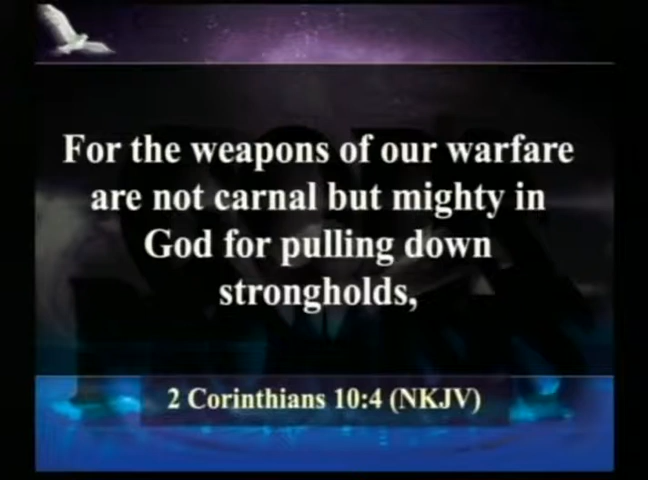 For the weapons of our warfare
are not carnal but mighty in
God for pulling down
strongholds,
2 Corinthians 10:4 (NKJV)